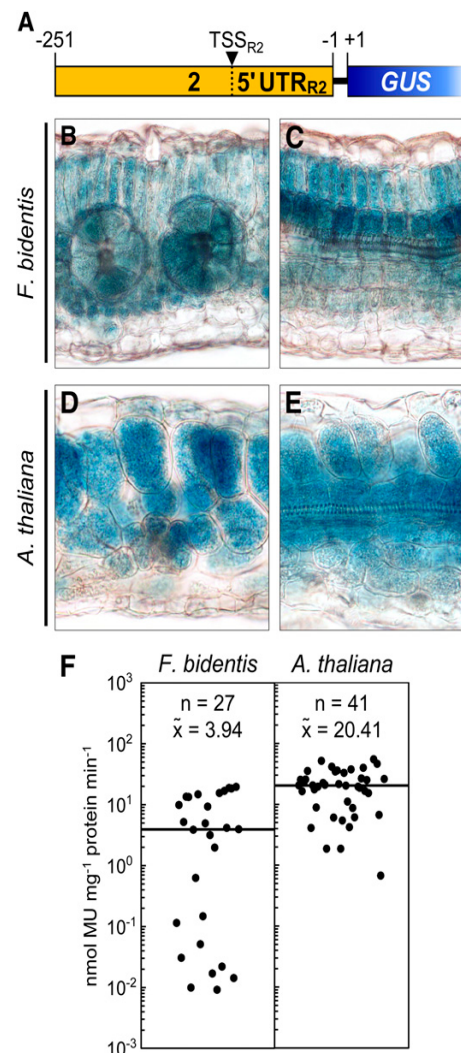 A
-251 TSSR2 -1 +1
2 5' UTRR2 GUS
B C
F. bidentis
D E
A. thaliana
F F. bidentis A. thaliana
n = 27 n = 41
x̃ = 3.94 x̃ = 20.41
nmol MU mg-1 protein min-1
10³
10²
10¹
10⁰
10⁻¹
10⁻²
10⁻³